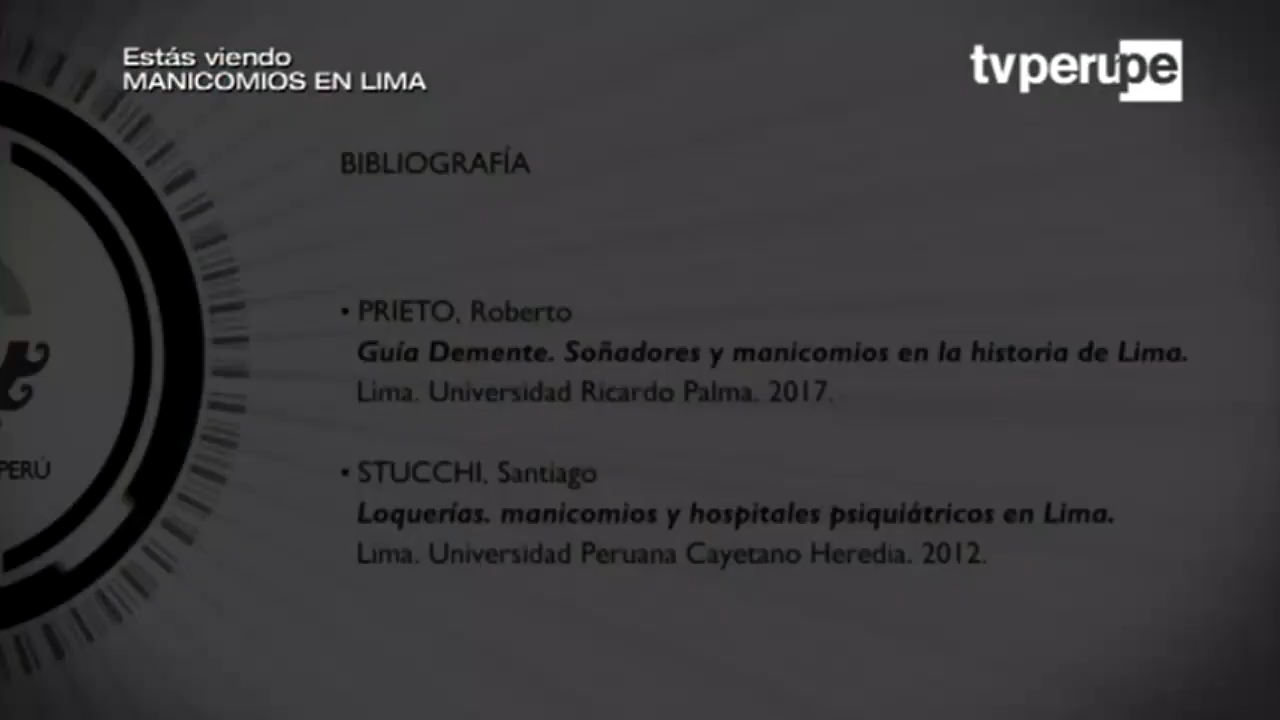 Estás viendo
MANICOMIOS EN LIMA
tvperupe
BIBLIOGRAFÍA
• PRIETO, Roberto
Guía Demente. Soñadores y manicomios en la historia de Lima.
Lima. Universidad Ricardo Palma. 2017.
• STUCCHI, Santiago
Loquerías. manicomios y hospitales psiquiátricos en Lima.
Lima. Universidad Peruana Cayetano Heredia. 2012.
PERÚ